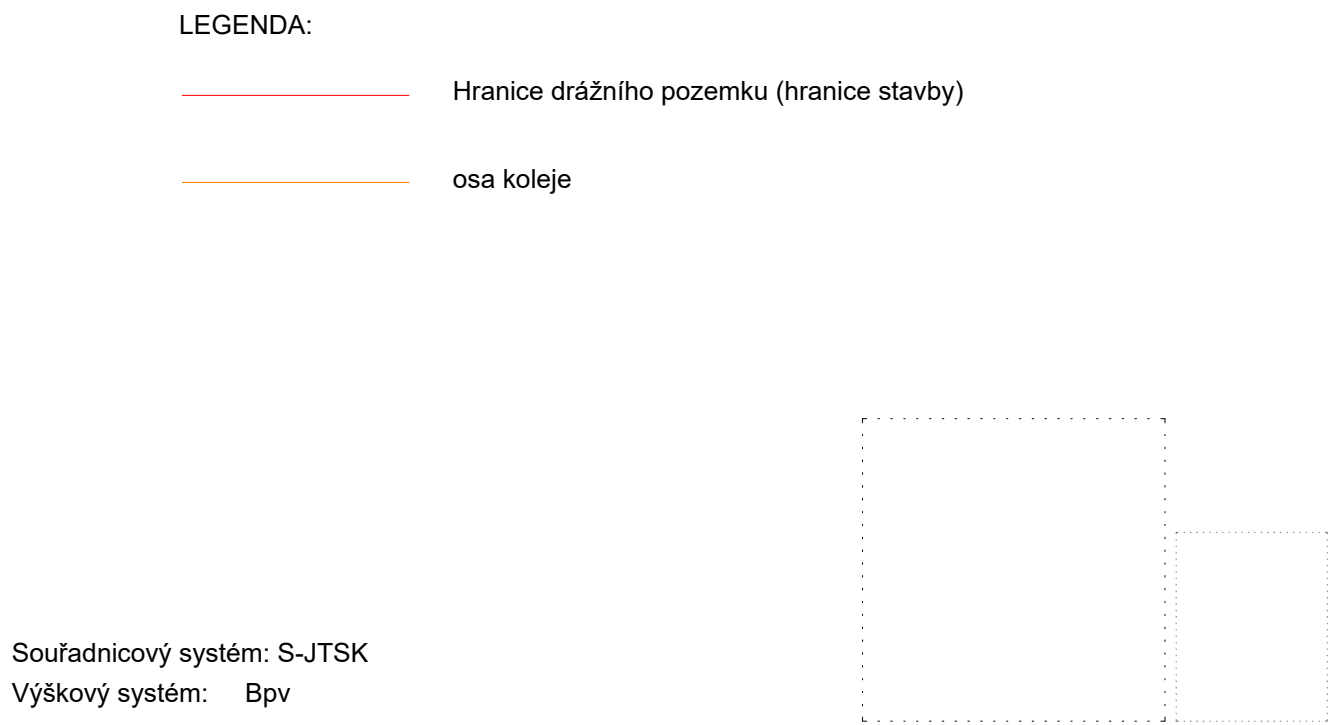 LEGENDA:
Hranice drážního pozemku (hranice stavby)
osa koleje
Souřadnicový systém: S-JTSK
Výškový systém: Bpv